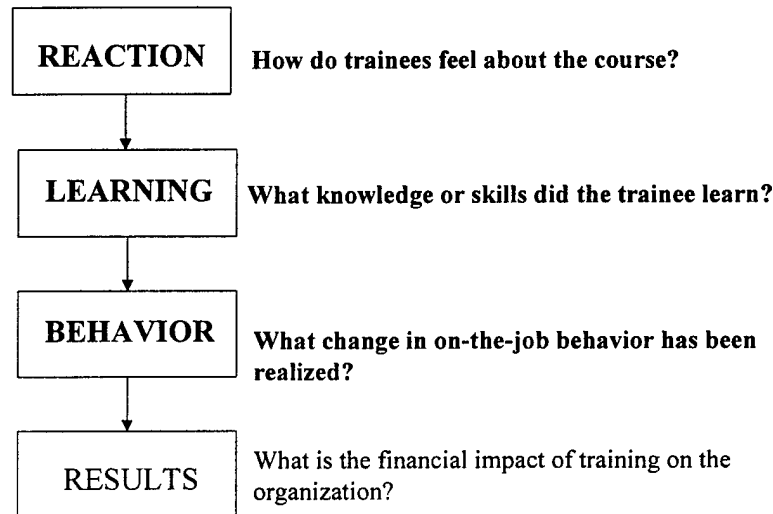 REACTION
How do trainees feel about the course?
LEARNING
What knowledge or skills did the trainee learn?
BEHAVIOR
What change in on-the-job behavior has been
realized?
RESULTS
What is the financial impact of training on the
organization?